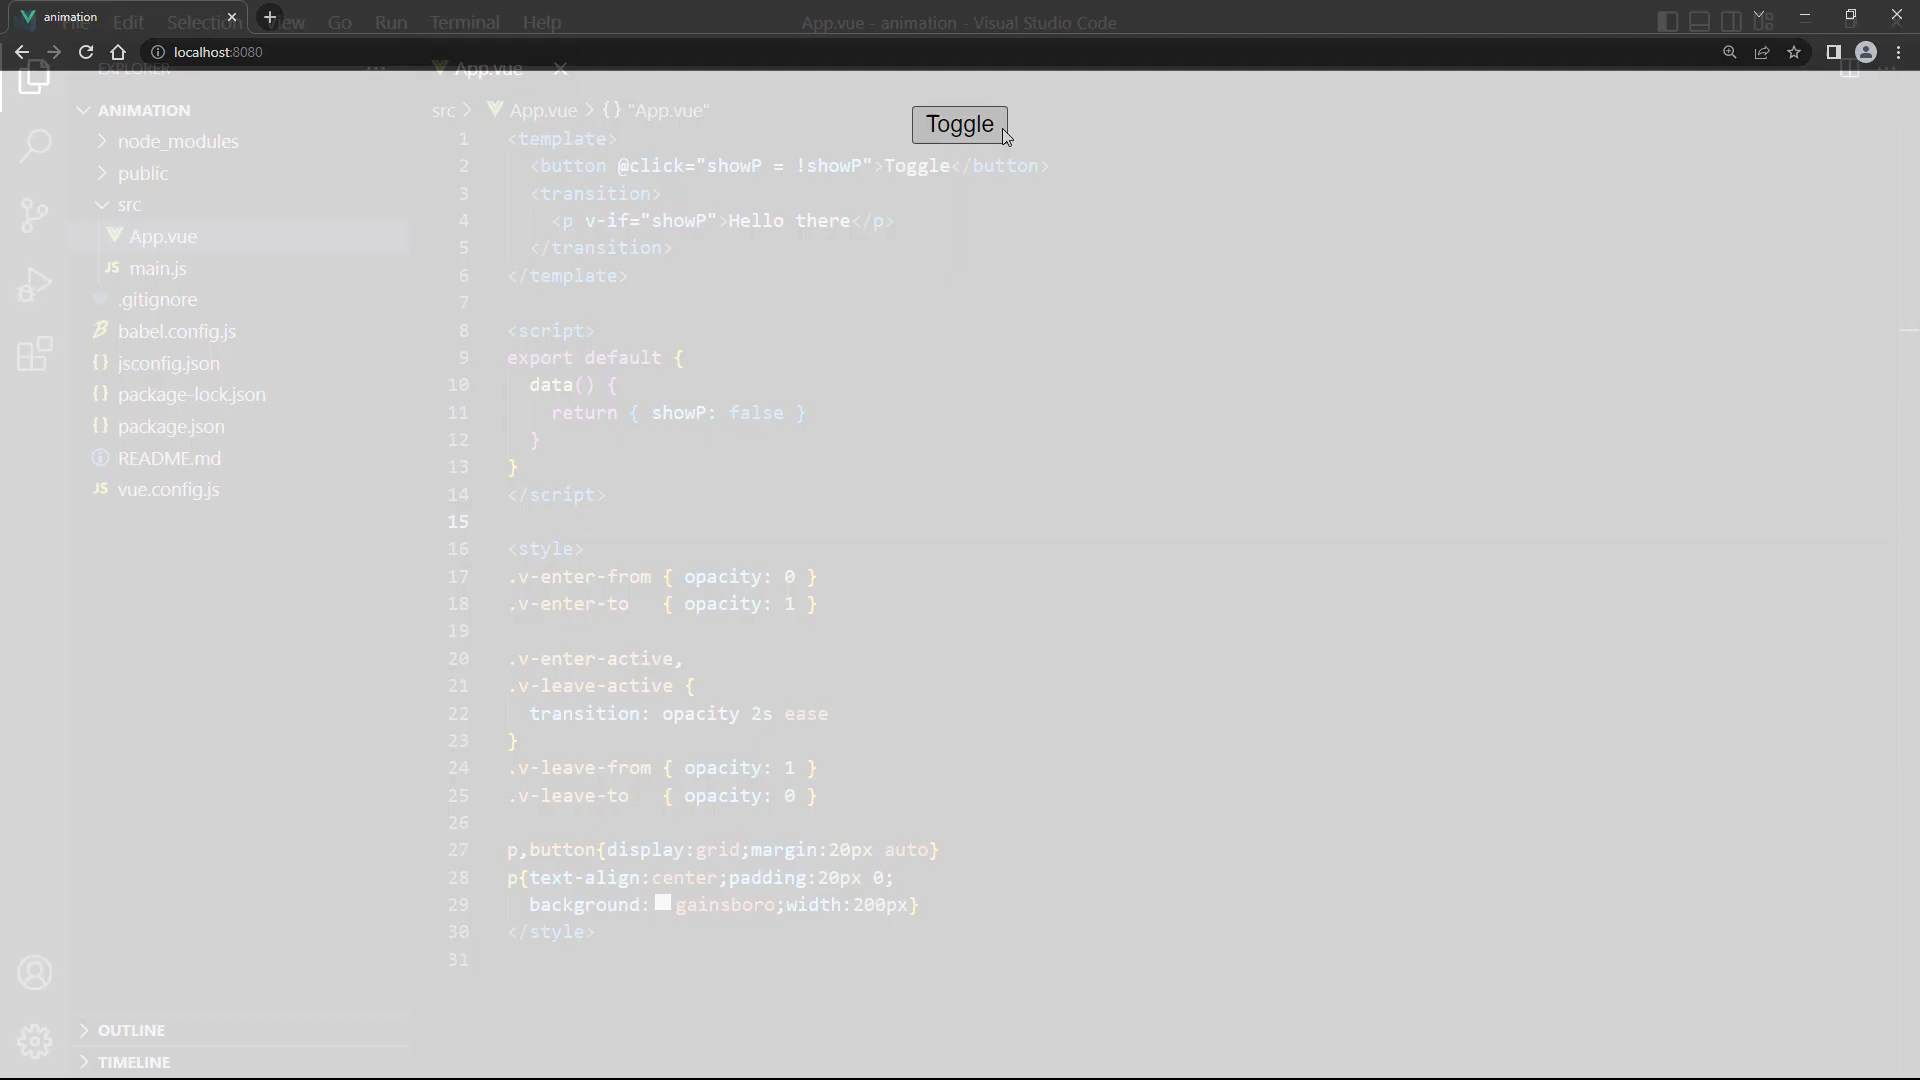 animation
File Edit Selection View Go Run Terminal Help
App.vue - animation - Visual Studio Code
localhost:8080
EXPLORER
App.vue
ANIMATION
node_modules
public
src
App.vue
main.js
.gitignore
babel.config.js
jsconfig.json
package-lock.json
package.json
README.md
vue.config.js
OUTLINE
TIMELINE
src > App.vue > {} "App.vue"
Toggle
1 <template>
2 <button @click="showP = !showP">Toggle</button>
3 <transition>
4 <p v-if="showP">Hello there</p>
5 </transition>
6 </template>
7
8 <script>
9 export default {
10 data() {
11 return { showP: false }
12 }
13 }
14 </script>
15
16 <style>
17 .v-enter-from { opacity: 0 }
18 .v-enter-to { opacity: 1 }
19
20 .v-enter-active,
21 .v-leave-active {
22 transition: opacity 2s ease
23 }
24 .v-leave-from { opacity: 1 }
25 .v-leave-to { opacity: 0 }
26
27 p,button{display:grid;margin:20px auto}
28 p{text-align:center;padding:20px 0;
29 background:gainsboro;width:200px}
30 </style>
31